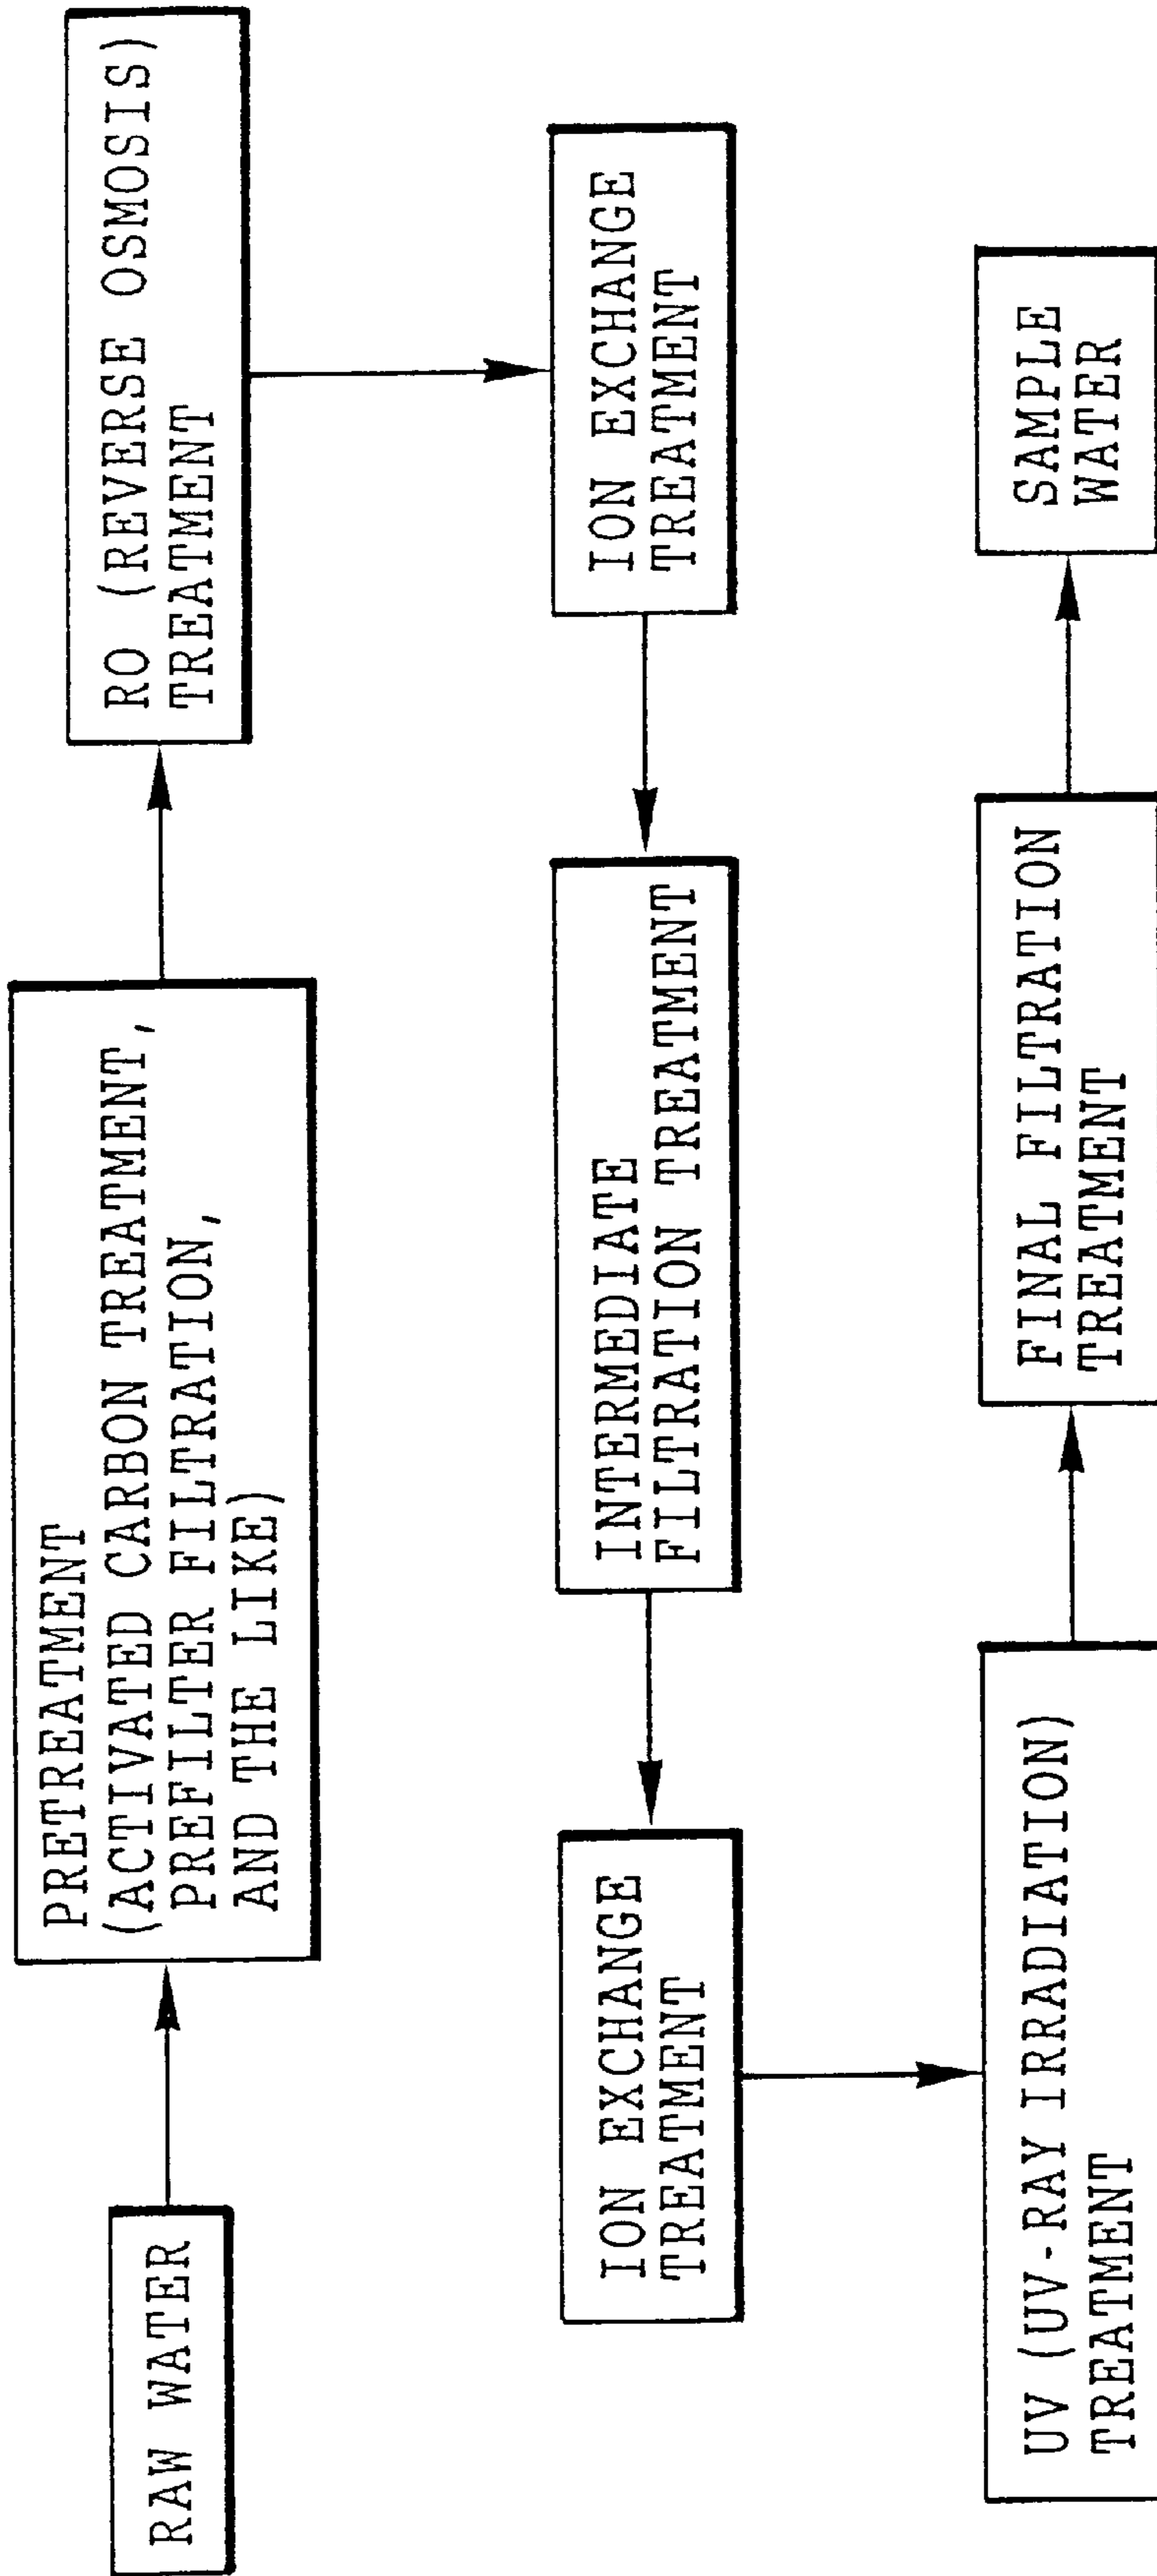 RAW WATER
PRETREATMENT
(ACTIVATED CARBON TREATMENT,
PREFILTER FILTRATION,
AND THE LIKE)
RO (REVERSE OSMOSIS)
TREATMENT
ION EXCHANGE
TREATMENT
INTERMEDIATE
FILTRATION TREATMENT
ION EXCHANGE
TREATMENT
UV (UV-RAY IRRADIATION)
TREATMENT
FINAL FILTRATION
TREATMENT
SAMPLE
WATER